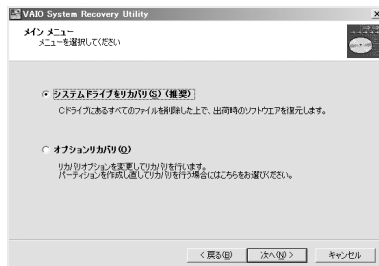 VAIO System Recovery Utility
メイン メニュー
メニューを選択してください
システムドライブをリカバリ(S) (推奨)
Cドライブにあるすべてのファイルを削除した上で、出荷時のソフトウエアを復元します。
オプションリカバリ(O)
リカバリオプションを変更してリカバリを行います。
パーティションを作成し直してリカバリを行う場合にはこちらをお選びください。
< 戻る(B) 次へ(N) > キャンセル